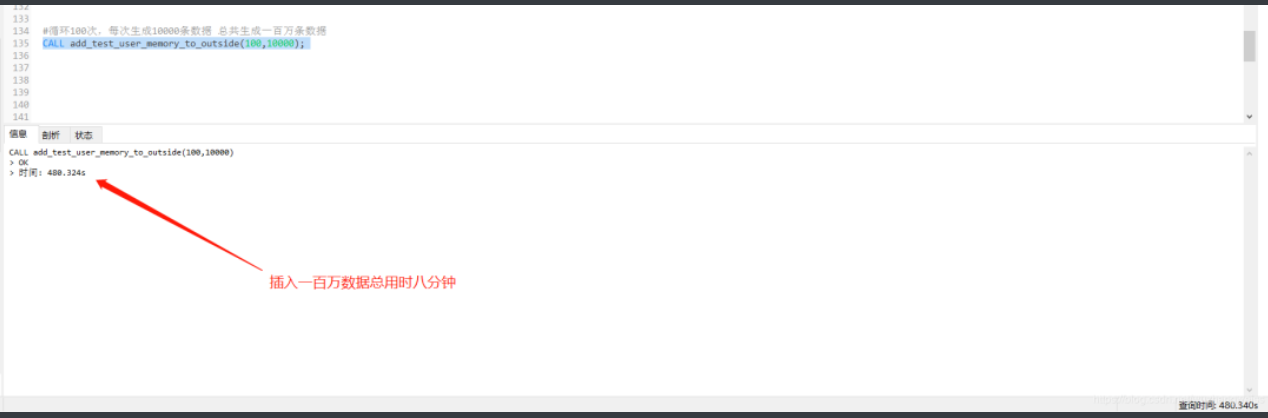 132
133
134 #循环100次，每次生成10000条数据 总共生成一百万条数据
135 CALL add_test_user_memory_to_outside(100,10000);
136
137
138
139
140
141
信息 剖析 状态
CALL add_test_user_memory_to_outside(100,10000)
> OK
> 时间: 480.324s
插入一百万数据总用时八分钟
查询时间: 480.340s